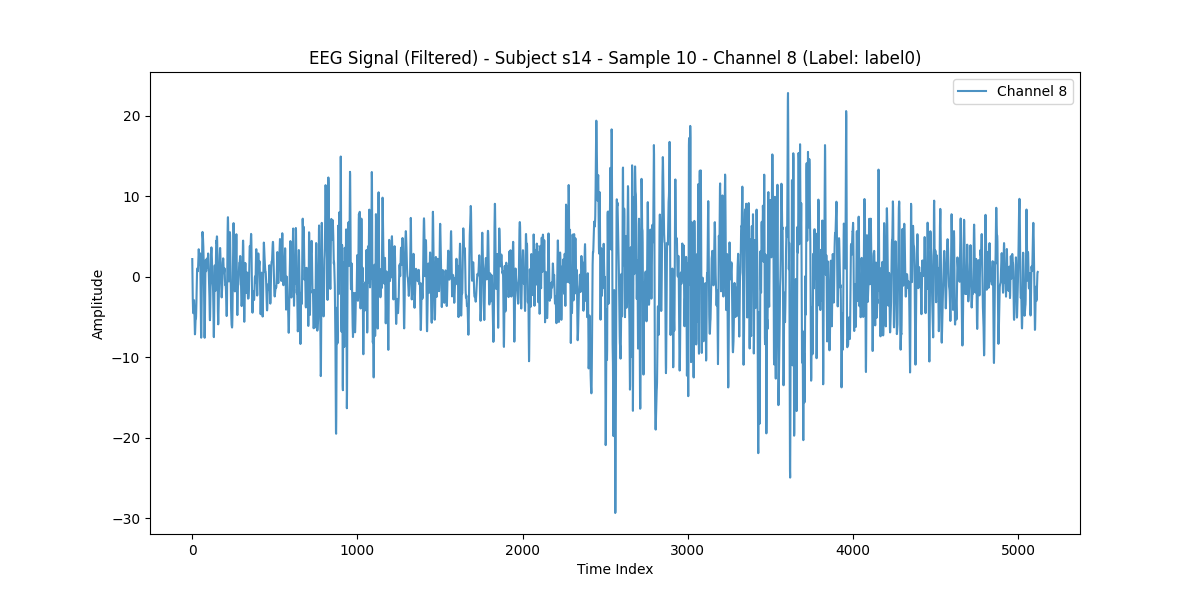 EEG Signal (Filtered) - Subject s14 - Sample 10 - Channel 8 (Label: label0)
Channel 8
20
10
0
−10
−20
−30
Amplitude
0 1000 2000 3000 4000 5000
Time Index